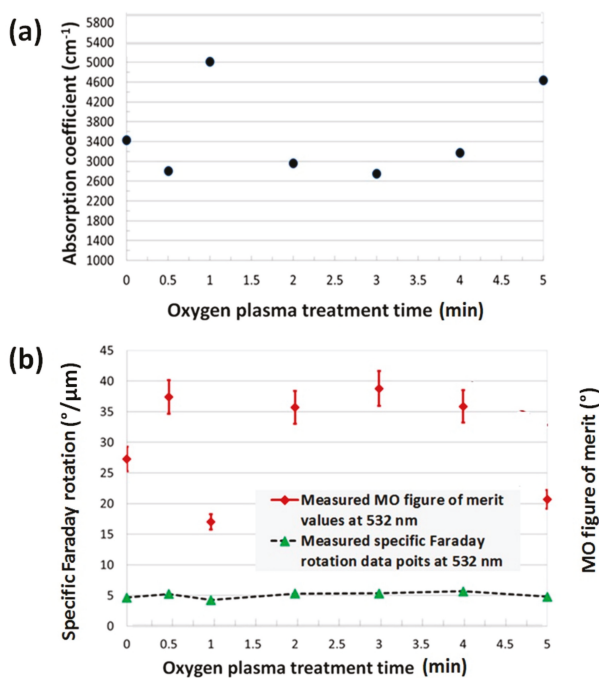 (a)
Absorption coefficient (cm⁻¹)
5800
5400
5000
4600
4200
3800
3400
3000
2600
2200
1800
1400
1000
0 0.5 1 1.5 2 2.5 3 3.5 4 4.5 5
Oxygen plasma treatment time (min)
(b)
Specific Faraday rotation (°/μm)
45
40
35
30
25
20
15
10
5
0
Measured MO figure of merit
values at 532 nm
Measured specific Faraday
rotation data poits at 532 nm
MO figure of merit (°)
0 0.5 1 1.5 2 2.5 3 3.5 4 4.5 5
Oxygen plasma treatment time (min)